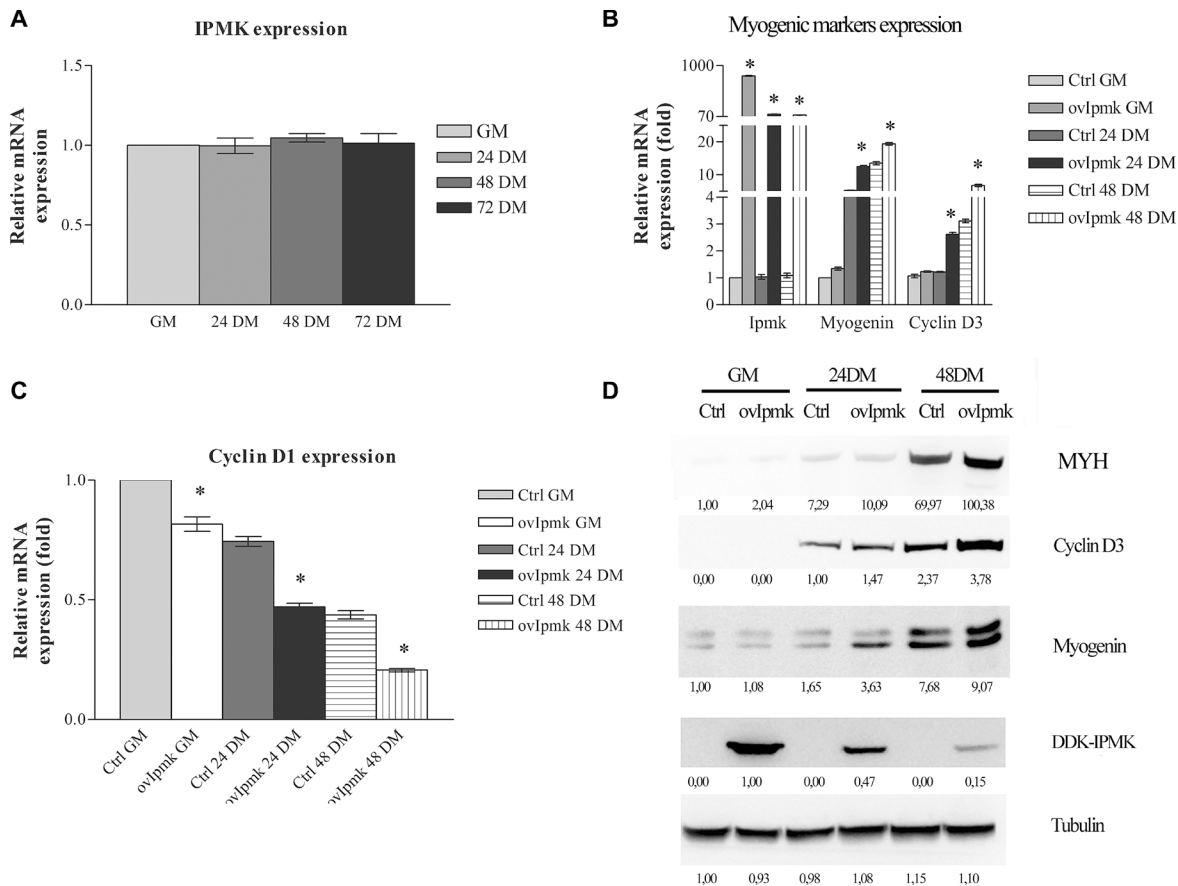 A
IPMK expression
Relative mRNA
expression
1.5
1.0
0.5
0.0
GM
24 DM
48 DM
72 DM
GM
24 DM
48 DM
72 DM
B
Myogenic markers expression
Relative mRNA
expression (fold)
1000
70
20
10
4
3
2
1
0
* * * * * * *
Ipmk
Myogenin
Cyclin D3
Ctrl GM
ovIpmk GM
Ctrl 24 DM
ovIpmk 24 DM
Ctrl 48 DM
ovIpmk 48 DM
C
Cyclin D1 expression
Relative mRNA
expression (fold)
1.0
0.5
0.0
* * *
Ctrl GM
ovIpmk GM
Ctrl 24 DM
ovIpmk 24 DM
Ctrl 48 DM
ovIpmk 48 DM
Ctrl GM
ovIpmk GM
Ctrl 24 DM
ovIpmk 24 DM
Ctrl 48 DM
ovIpmk 48 DM
D
GM 24DM 48DM
Ctrl ovIpmk Ctrl ovIpmk Ctrl ovIpmk
MYH
1,00 2,04 7,29 10,09 69,97 100,38
Cyclin D3
0,00 0,00 1,00 1,47 2,37 3,78
Myogenin
1,00 1,08 1,65 3,63 7,68 9,07
DDK-IPMK
0,00 1,00 0,00 0,47 0,00 0,15
Tubulin
1,00 0,93 0,98 1,08 1,15 1,10